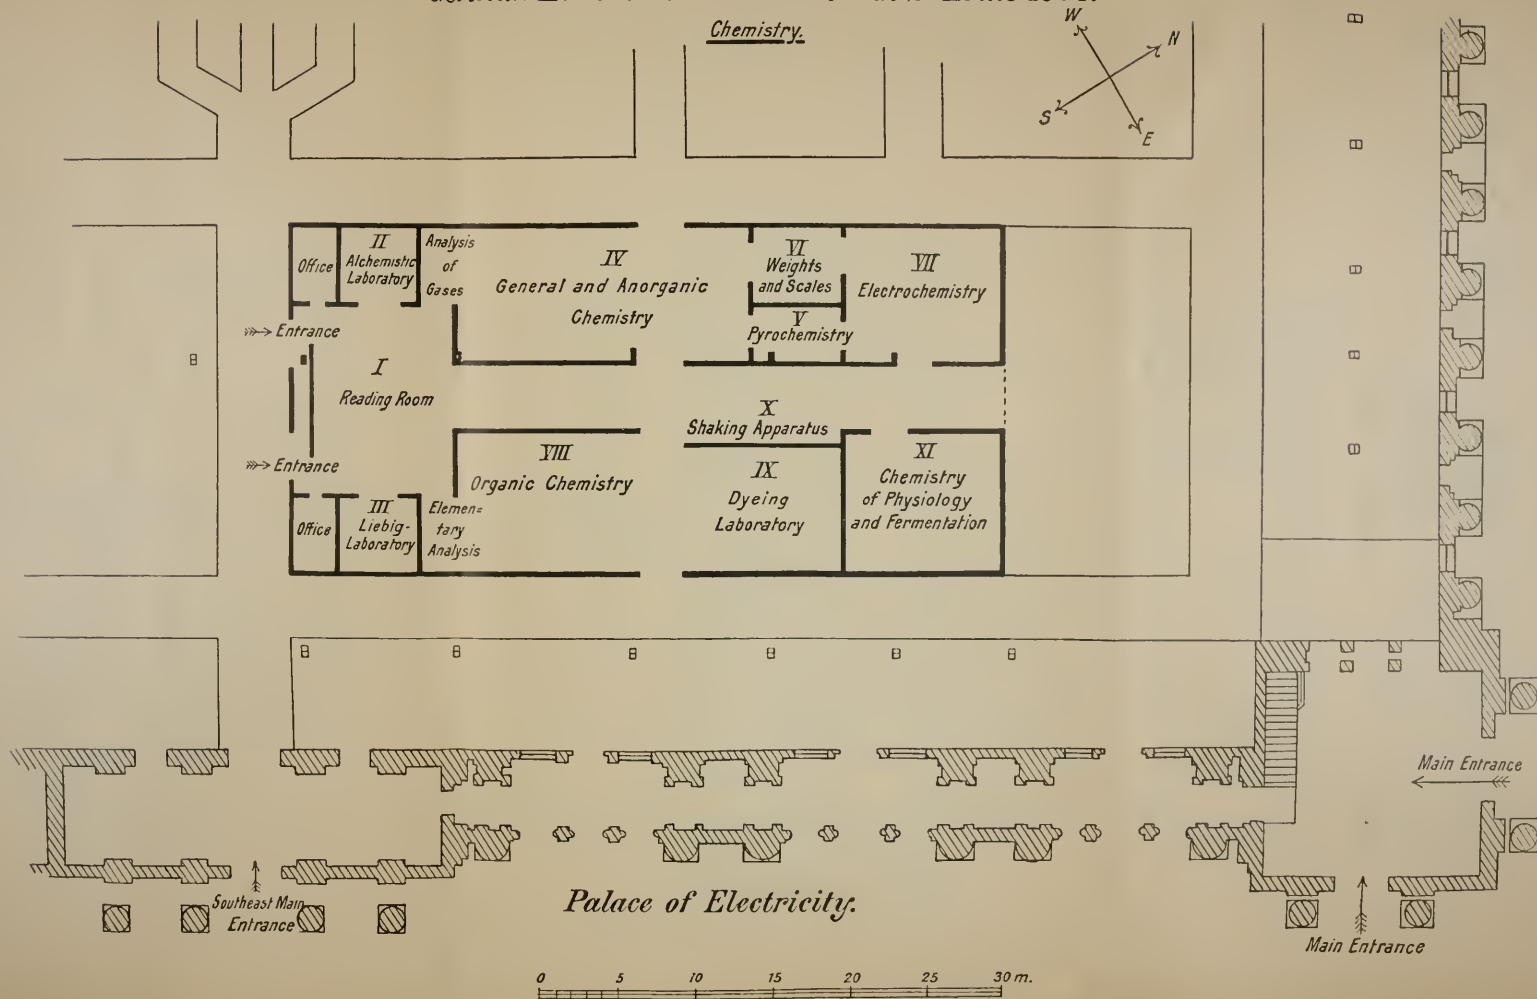 Chemistry.
W
N
S
E
Office
II
Alchemistic
Laboratory
Analysis
of
Gases
IV
General and Anorganic
Chemistry
VI
Weights
and Scales
V
Pyrochemistry
VII
Electrochemistry
Entrance
I
Reading Room
Entrance
X
Shaking Apparatus
VIII
Organic Chemistry
IX
Dyeing
Laboratory
XI
Chemistry
of Physiology
and Fermentation
Office
III
Liebig-
Laboratory
Elemen=
tary
Analysis
Main Entrance
Southeast Main
Entrance
Palace of Electricity.
Main Entrance
0 5 10 15 20 25 30 m.